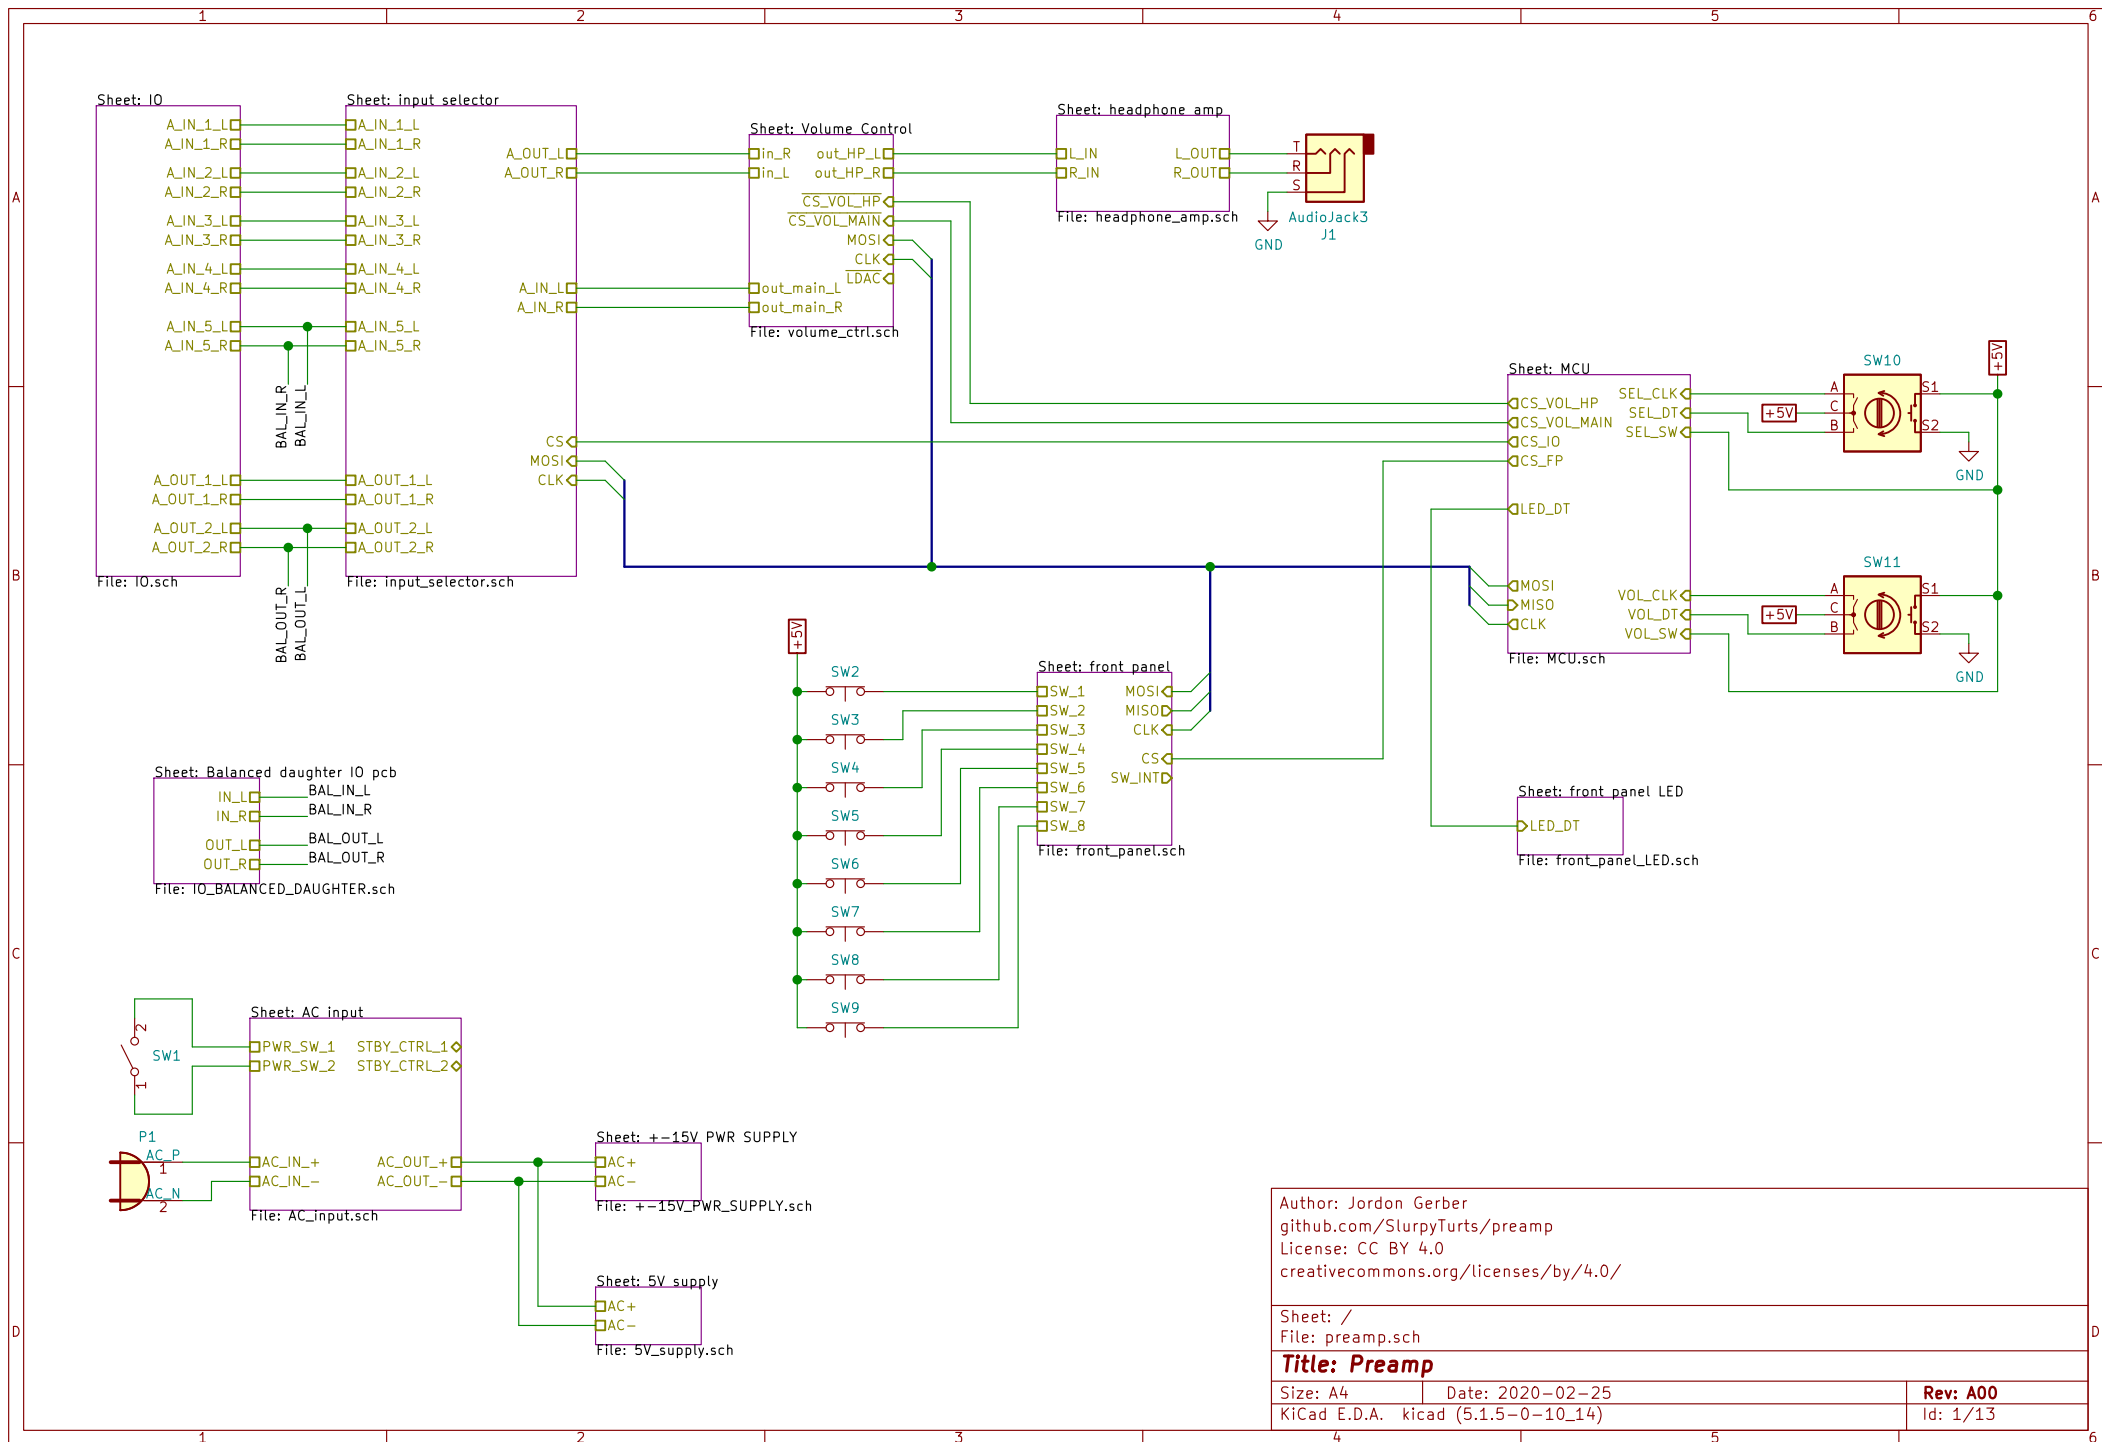 1 2 3 4 5 6
A
B
C
D
Sheet: IO
A_IN_1_L
A_IN_1_R
A_IN_2_L
A_IN_2_R
A_IN_3_L
A_IN_3_R
A_IN_4_L
A_IN_4_R
A_IN_5_L
A_IN_5_R
A_OUT_1_L
A_OUT_1_R
A_OUT_2_L
A_OUT_2_R
File: IO.sch
BAL_IN_R
BAL_IN_L
BAL_OUT_R
BAL_OUT_L
Sheet: input selector
A_IN_1_L
A_IN_1_R
A_IN_2_L
A_IN_2_R
A_IN_3_L
A_IN_3_R
A_IN_4_L
A_IN_4_R
A_IN_5_L
A_IN_5_R
A_OUT_1_L
A_OUT_1_R
A_OUT_2_L
A_OUT_2_R
A_OUT_L
A_OUT_R
A_IN_L
A_IN_R
CS
MOSI
CLK
File: input_selector.sch
Sheet: Volume Control
in_R
in_L
out_HP_L
out_HP_R
CS_VOL_HP
CS_VOL_MAIN
MOSI
CLK
LDAC
out_main_L
out_main_R
File: volume_ctrl.sch
Sheet: headphone amp
L_IN
R_IN
L_OUT
R_OUT
File: headphone_amp.sch
T
R
S
GND
AudioJack3
J1
Sheet: MCU
CS_VOL_HP
CS_VOL_MAIN
CS_IO
CS_FP
LED_DT
MOSI
MISO
CLK
SEL_CLK
SEL_DT
SEL_SW
VOL_CLK
VOL_DT
VOL_SW
File: MCU.sch
SW10
A
C
B
S1
S2
+5V
+5V
GND
SW11
A
C
B
S1
S2
+5V
GND
+5V
SW2
SW3
SW4
SW5
SW6
SW7
SW8
SW9
Sheet: front panel
SW_1
SW_2
SW_3
SW_4
SW_5
SW_6
SW_7
SW_8
MOSI
MISO
CLK
CS
SW_INT
File: front_panel.sch
Sheet: front panel LED
LED_DT
File: front_panel_LED.sch
Sheet: Balanced daughter IO pcb
IN_L
IN_R
OUT_L
OUT_R
BAL_IN_L
BAL_IN_R
BAL_OUT_L
BAL_OUT_R
File: IO_BALANCED_DAUGHTER.sch
2
SW1
1
Sheet: AC input
PWR_SW_1
PWR_SW_2
STBY_CTRL_1
STBY_CTRL_2
AC_IN_+
AC_IN_-
AC_OUT_+
AC_OUT_-
File: AC_input.sch
P1
AC_P
1
AC_N
2
Sheet: +-15V PWR SUPPLY
AC+
AC-
File: +-15V_PWR_SUPPLY.sch
Sheet: 5V supply
AC+
AC-
File: 5V_supply.sch
Author: Jordon Gerber
github.com/SlurpyTurts/preamp
License: CC BY 4.0
creativecommons.org/licenses/by/4.0/
Sheet: /
File: preamp.sch
Title: Preamp
Size: A4
Date: 2020-02-25
Rev: A00
KiCad E.D.A. kicad (5.1.5-0-10_14)
Id: 1/13
A
B
C
D
1 2 3 4 5 6